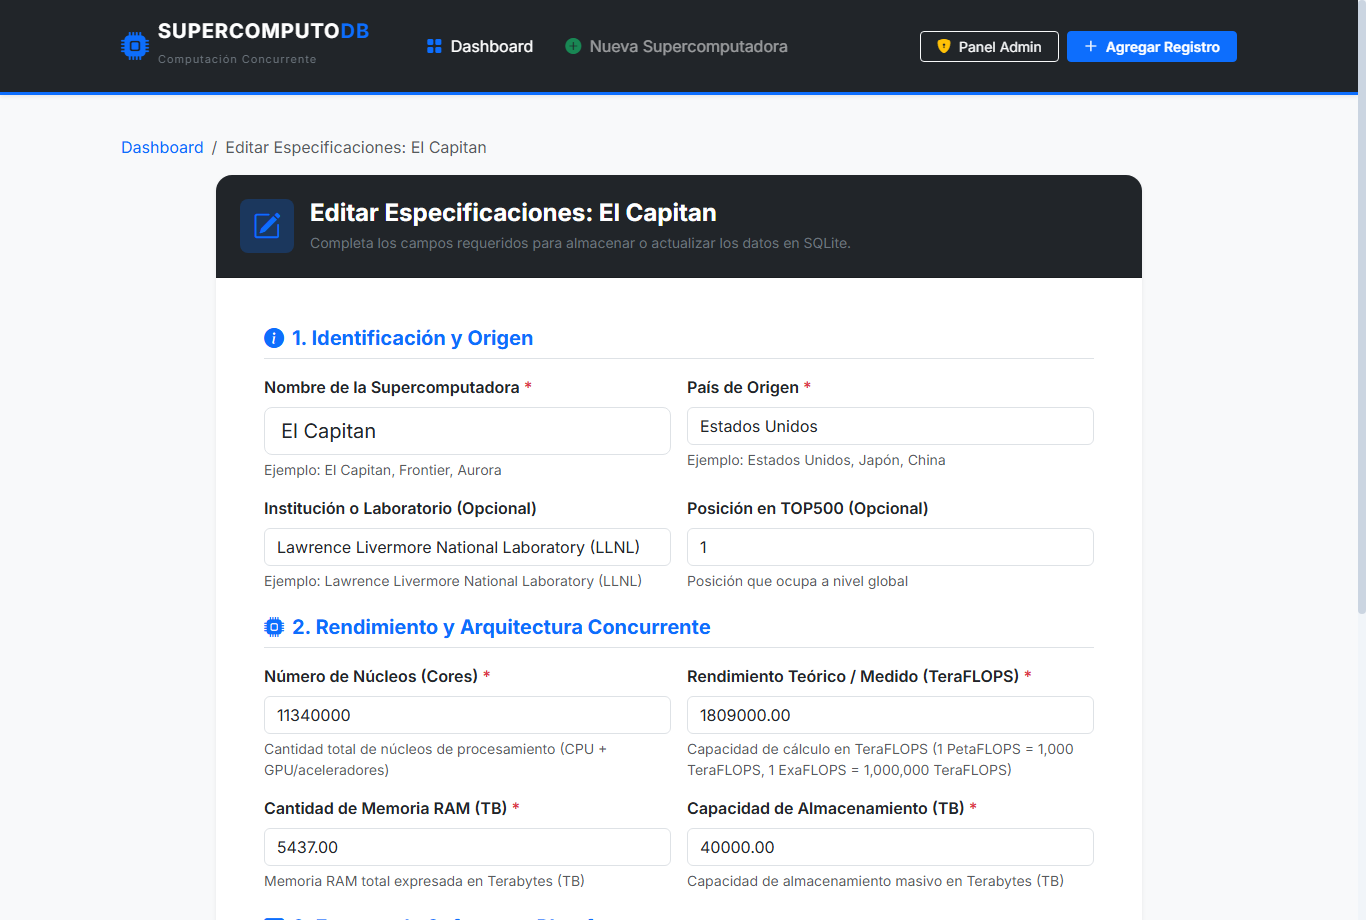 SUPERCOMPUTODB
Computación Concurrente
Dashboard
Nueva Supercomputadora
Panel Admin
Agregar Registro
Dashboard / Editar Especificaciones: El Capitan
Editar Especificaciones: El Capitan
Completa los campos requeridos para almacenar o actualizar los datos en SQLite.
1. Identificación y Origen
Nombre de la Supercomputadora *
El Capitan
Ejemplo: El Capitan, Frontier, Aurora
País de Origen *
Estados Unidos
Ejemplo: Estados Unidos, Japón, China
Institución o Laboratorio (Opcional)
Lawrence Livermore National Laboratory (LLNL)
Ejemplo: Lawrence Livermore National Laboratory (LLNL)
Posición en TOP500 (Opcional)
1
Posición que ocupa a nivel global
2. Rendimiento y Arquitectura Concurrente
Número de Núcleos (Cores) *
11340000
Cantidad total de núcleos de procesamiento (CPU +
GPU/aceleradores)
Rendimiento Teórico / Medido (TeraFLOPS) *
1809000.00
Capacidad de cálculo en TeraFLOPS (1 PetaFLOPS = 1,000
TeraFLOPS, 1 ExaFLOPS = 1,000,000 TeraFLOPS)
Cantidad de Memoria RAM (TB) *
5437.00
Memoria RAM total expresada en Terabytes (TB)
Capacidad de Almacenamiento (TB) *
40000.00
Capacidad de almacenamiento masivo en Terabytes (TB)